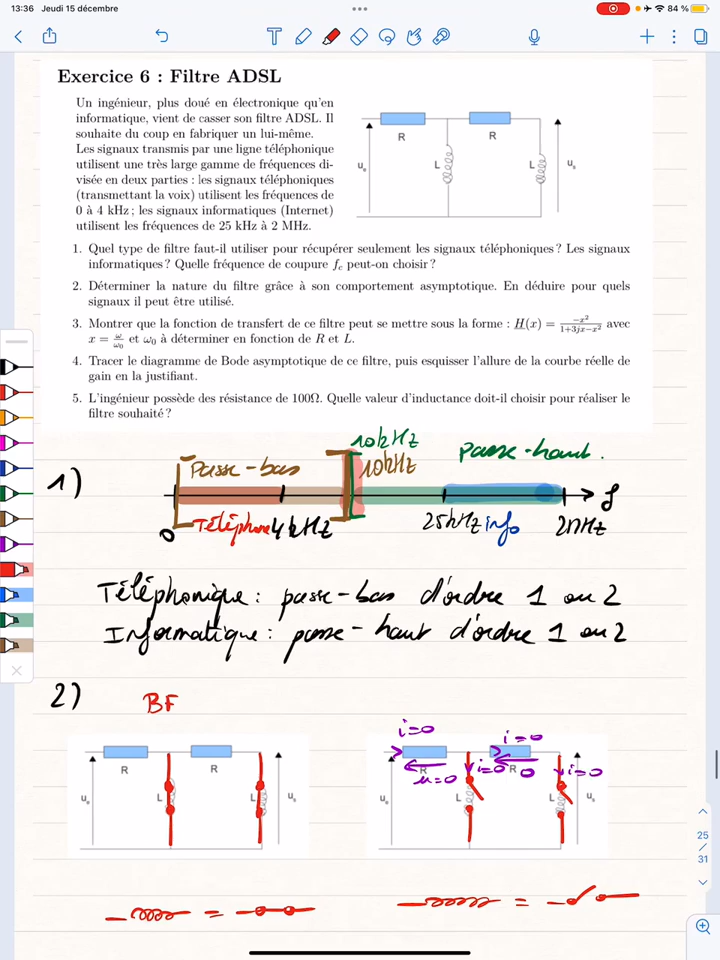 13:36 Jeudi 15 décembre
84 %
Exercice 6 : Filtre ADSL
Un ingénieur, plus doué en électronique qu'en
informatique, vient de casser son filtre ADSL. Il
souhaite du coup en fabriquer un lui-même.
Les signaux transmis par une ligne téléphonique
utilisent une très large gamme de fréquences di-
visée en deux parties : les signaux téléphoniques
(transmettant la voix) utilisent les fréquences de
0 à 4 kHz ; les signaux informatiques (Internet)
utilisent les fréquences de 25 kHz à 2 MHz.
R R
L L
ue us
1. Quel type de filtre faut-il utiliser pour récupérer seulement les signaux téléphoniques ? Les signaux
informatiques ? Quelle fréquence de coupure fc peut-on choisir ?
2. Déterminer la nature du filtre grâce à son comportement asymptotique. En déduire pour quels
signaux il peut être utilisé.
3. Montrer que la fonction de transfert de ce filtre peut se mettre sous la forme : H(x) = -x²/(1+3jx-x²) avec
x = ω/ω0 et ω0 à déterminer en fonction de R et L.
4. Tracer le diagramme de Bode asymptotique de ce filtre, puis esquisser l'allure de la courbe réelle de
gain en la justifiant.
5. L'ingénieur possède des résistance de 100Ω. Quelle valeur d'inductance doit-il choisir pour réaliser le
filtre souhaité ?
1)
10kHz
passe-bas 10kHz passe-haut.
f
0 Téléphone 4kHz 25kHz info 2MHz
Téléphonique : passe-bas d'ordre 1 ou 2
Informatique : passe-haut d'ordre 1 ou 2
2) BF
R R
L L
ue us
i=0 i=0
R R
u=0 i=0 0 i=0
L L
ue us
= =
25
/
31